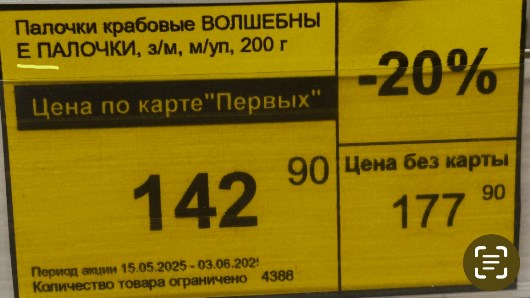 Палочки крабовые ВОЛШЕБНЫ
Е ПАЛОЧКИ, з/м, м/уп, 200 г
-20%
Цена по карте"Первых"
142 90
Цена без карты
177 90
Период акции 15.05.2025 - 03.06.2025
Количество товара ограничено 4388